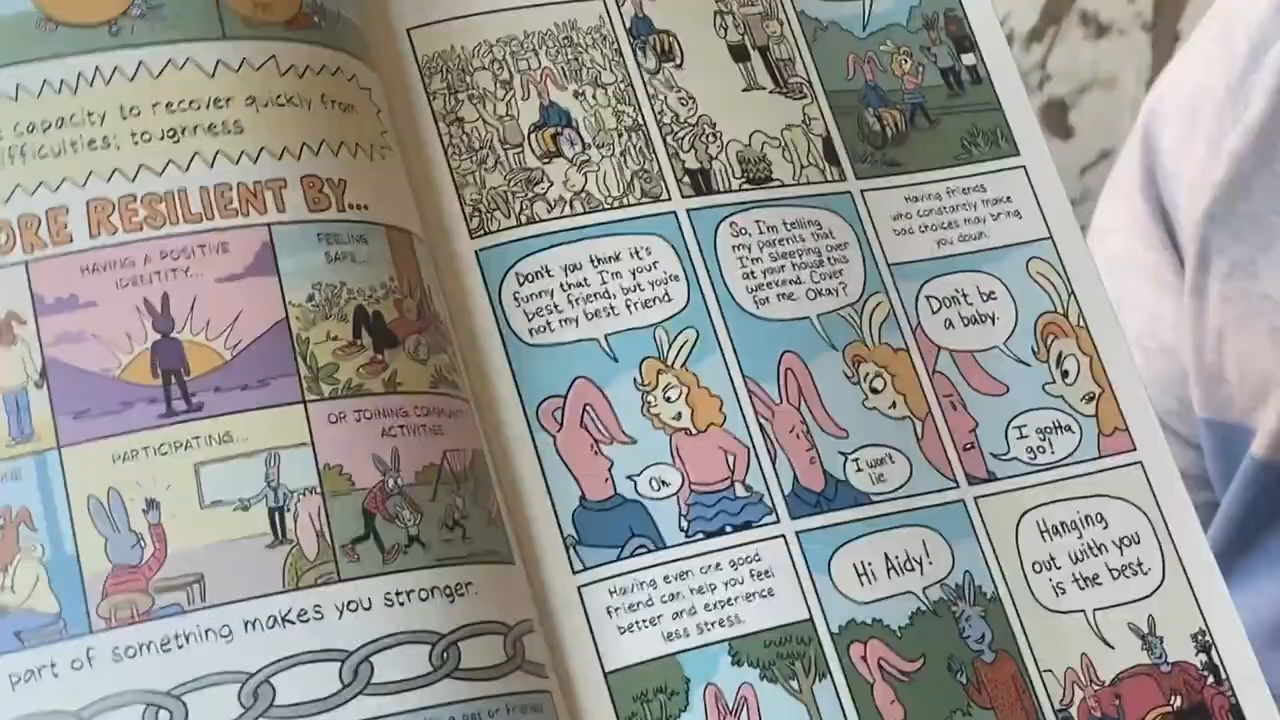 capacity to recover quickly from
difficulties; toughness
RESILIENT BY...
HAVING A POSITIVE
IDENTITY...
FEELING
SAFE...
PARTICIPATING...
OR JOINING
ACTIVITIES
part of something makes you stronger.
Don't you think it's
funny that I'm your
best friend, but you're
not my best friend
Oh
So, I'm telling
my parents that
I'm sleeping over
at your house this
weekend. Cover
for me. Okay?
I won't
lie
Having friends
who constantly make
bad choices may bring
you down.
Don't be
a baby.
I gotta
go!
Having even one good
friend can help you feel
better and experience
less stress.
Hi Aidy!
Hanging
out with you
is the best.